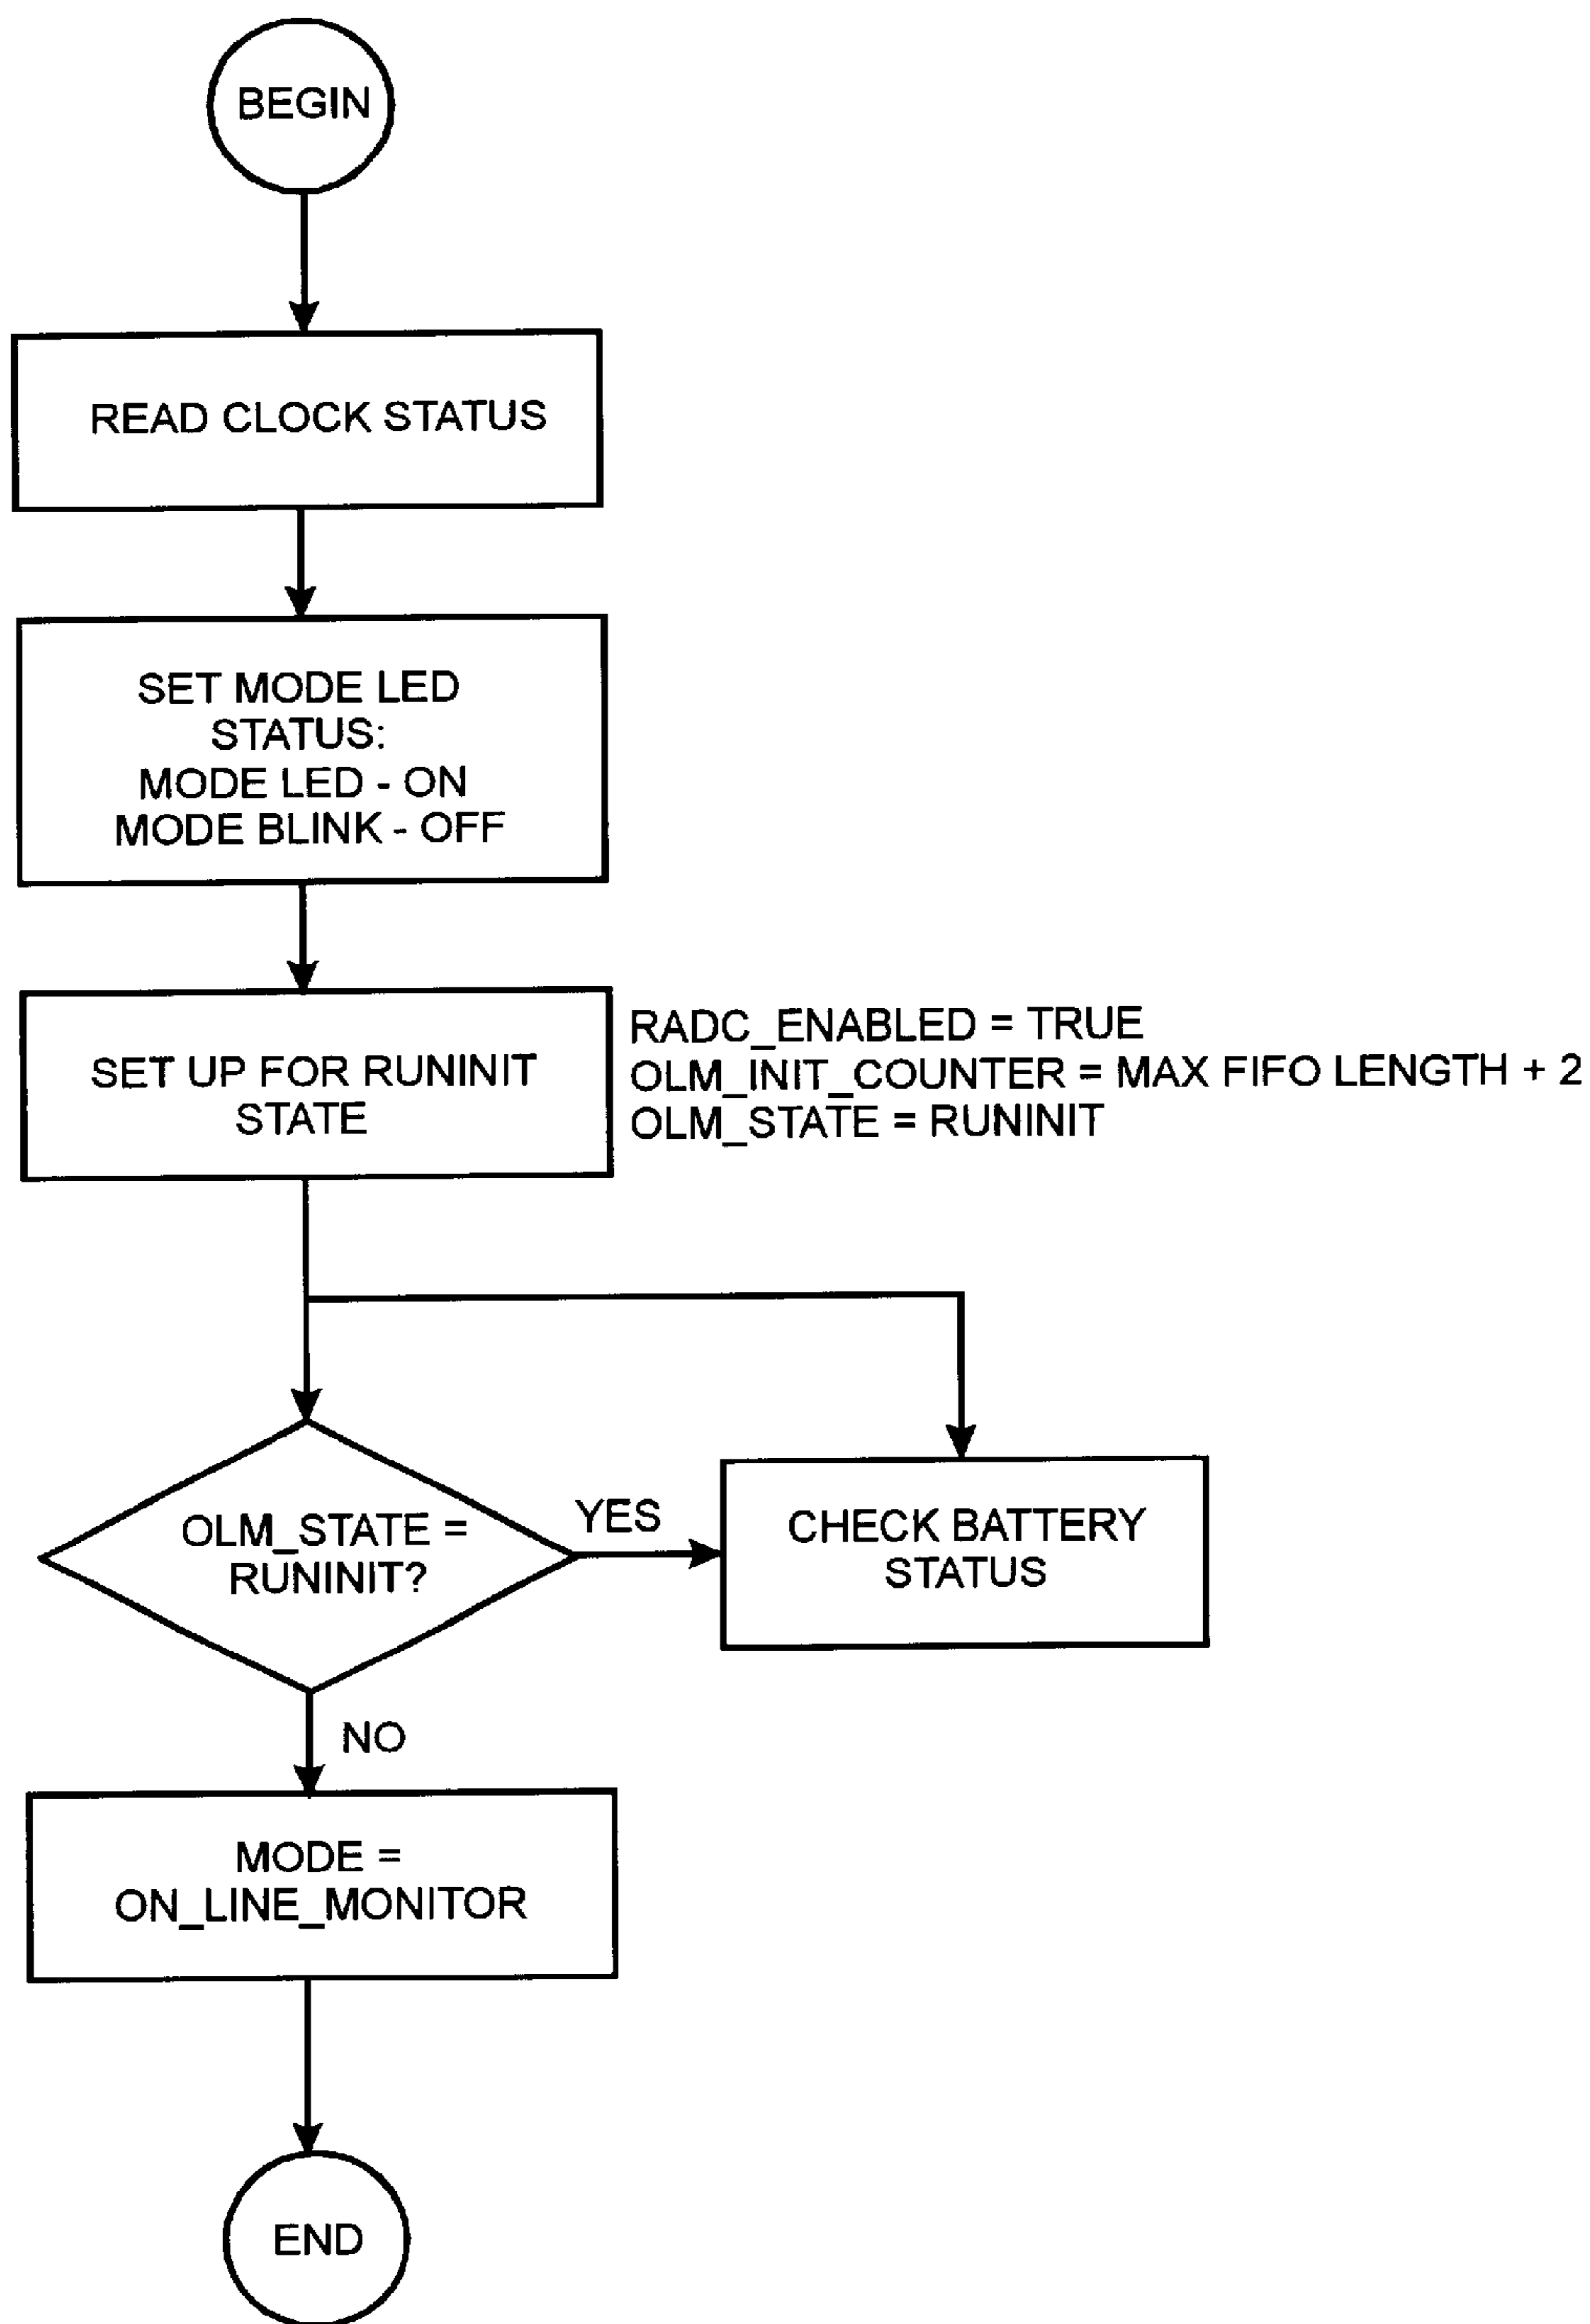 BEGIN
READ CLOCK STATUS
SET MODE LED
STATUS:
MODE LED - ON
MODE BLINK - OFF
SET UP FOR RUNINIT
STATE
RADC_ENABLED = TRUE
OLM_INIT_COUNTER = MAX FIFO LENGTH + 2
OLM_STATE = RUNINIT
OLM_STATE =
RUNINIT?
YES
CHECK BATTERY
STATUS
NO
MODE =
ON_LINE_MONITOR
END